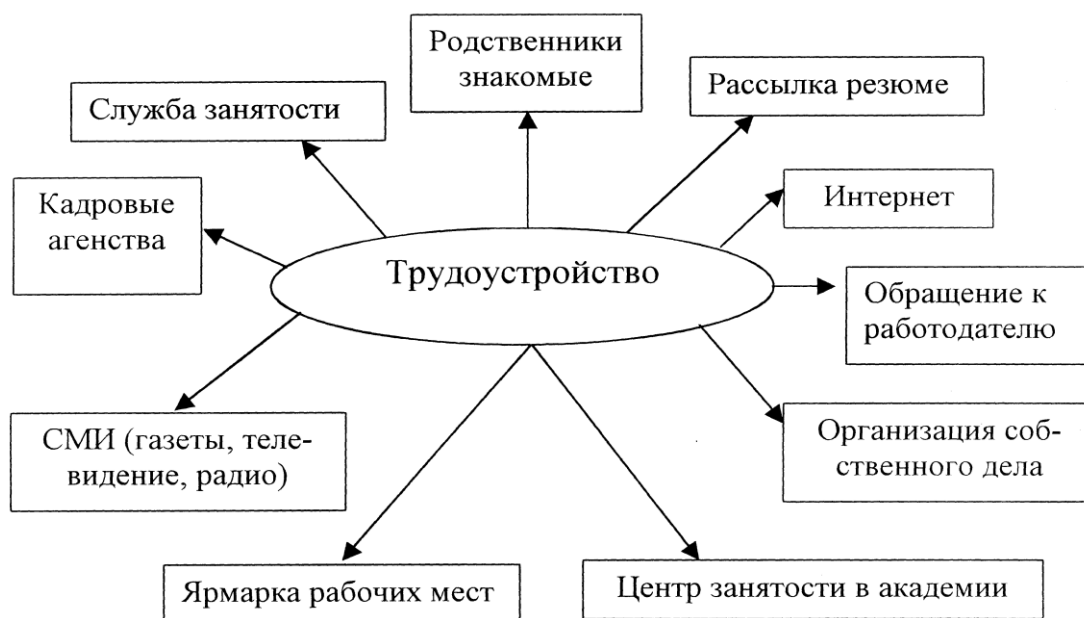 Родственники
знакомые
Рассылка резюме
Служба занятости
Кадровые
агенства
Интернет
Трудоустройство
Обращение к
работодателю
СМИ (газеты, теле-
видение, радио)
Организация соб-
ственного дела
Ярмарка рабочих мест
Центр занятости в академии